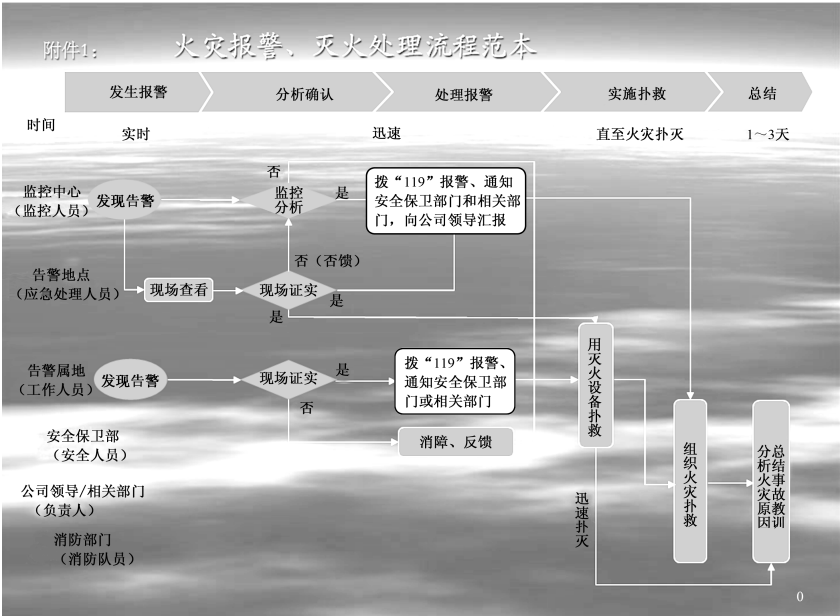 附件1：
火灾报警、灭火处理流程范本
发生报警
分析确认
处理报警
实施扑救
总结
时间
实时
迅速
直至火灾扑灭
1～3天
监控中心
（监控人员）
发现告警
否
监控
分析
是
拨“119”报警、通知
安全保卫部门和相关部
门，向公司领导汇报
告警地点
（应急处理人员）
现场查看
否（否馈）
现场证实
是
是
告警属地
（工作人员）
发现告警
现场证实
是
否
拨“119”报警、
通知安全保卫部
门或相关部门
用灭火设备扑救
安全保卫部
（安全人员）
消障、反馈
组织火灾扑救
总结事故教训
分析火灾原因
公司领导/相关部门
（负责人）
迅速扑灭
消防部门
（消防队员）
0